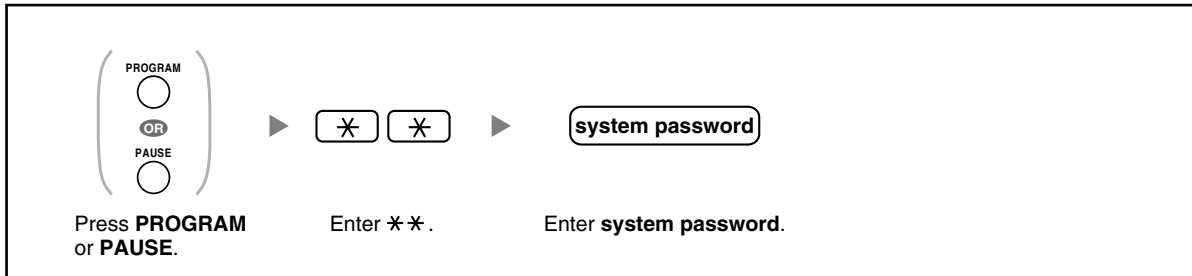 PROGRAM
OR
PAUSE
✳ ✳
system password
Press PROGRAM
or PAUSE.
Enter ✳✳.
Enter system password.